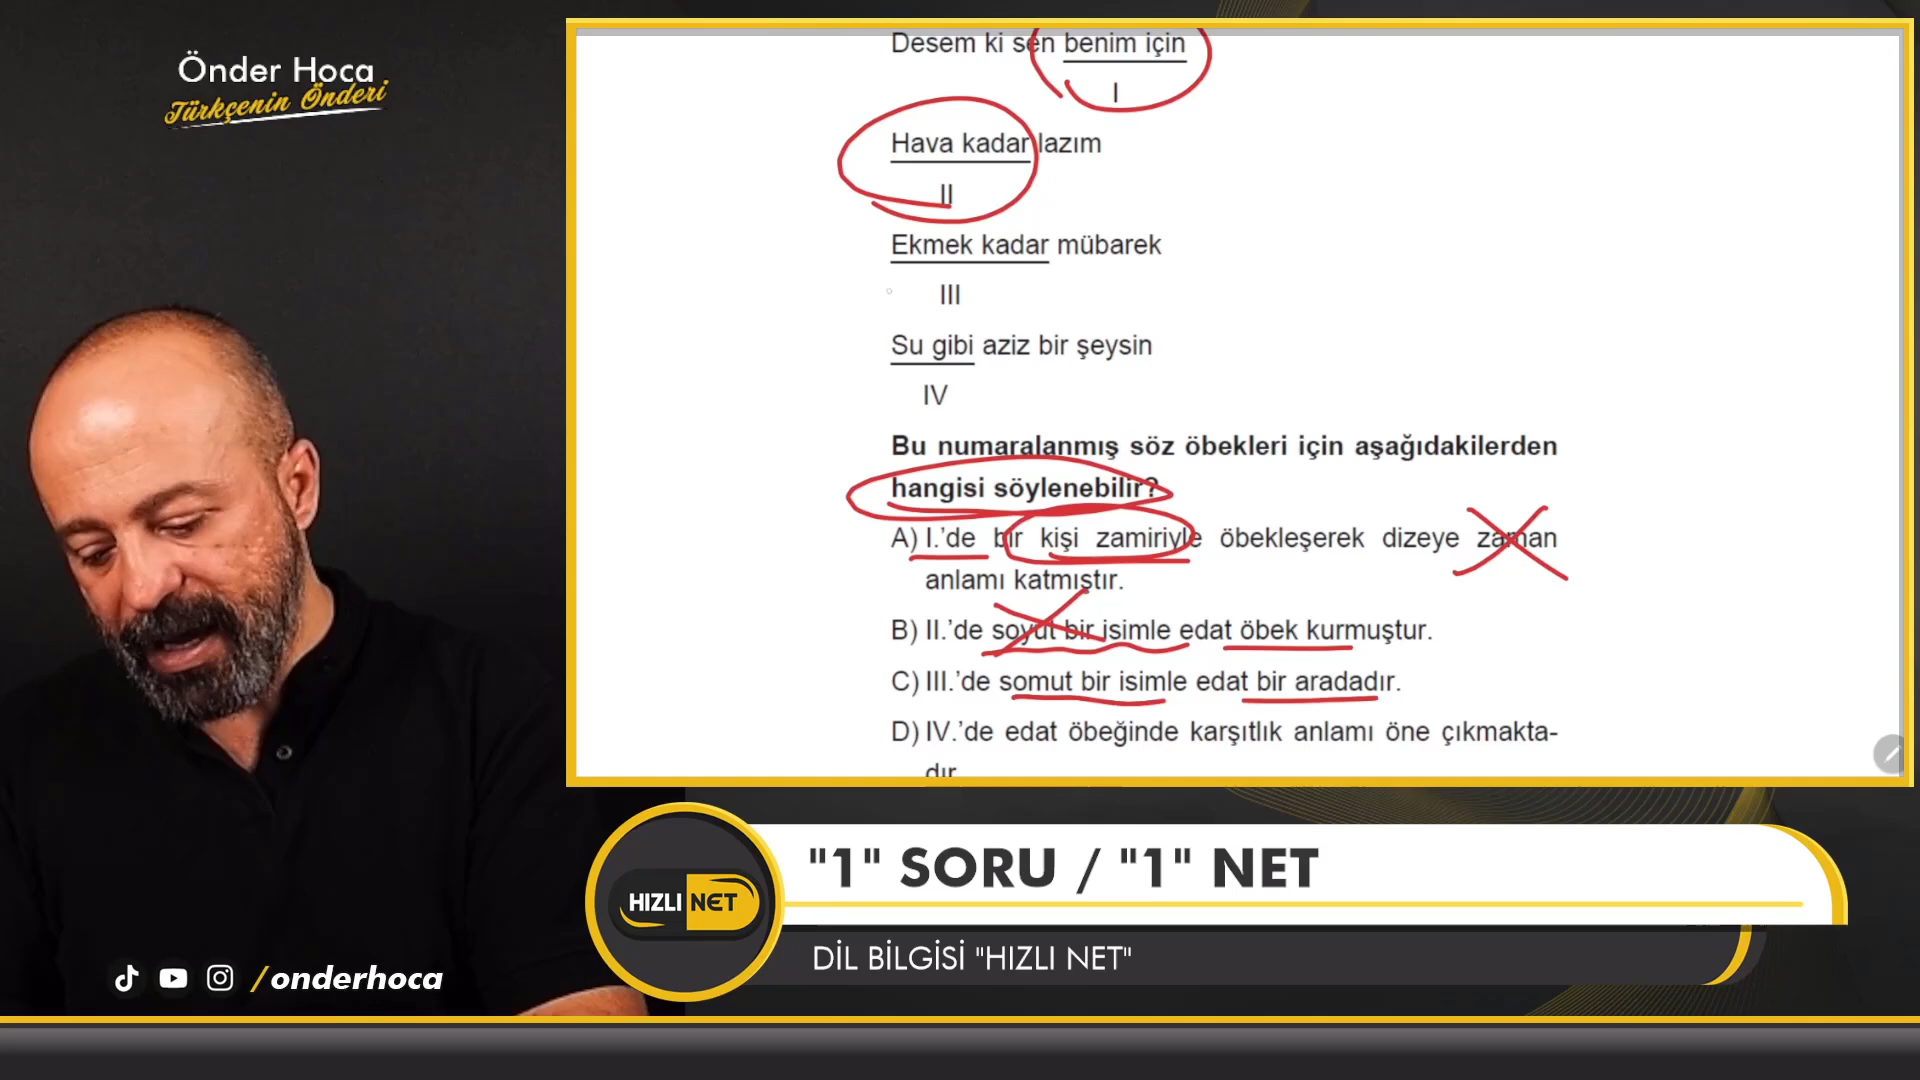 Önder Hoca
Türkçenin Önderi
Desem ki sen benim için
I
Hava kadar lazım
II
Ekmek kadar mübarek
III
Su gibi aziz bir şeysin
IV
Bu numaralanmış söz öbekleri için aşağıdakilerden
hangisi söylenebilir?
A) I.’de bir kişi zamiriyle öbekleşerek dizeye zaman
anlamı katmıştır.
B) II.’de soyut bir isimle edat öbek kurmuştur.
C) III.’de somut bir isimle edat bir aradadır.
D) IV.’de edat öbeğinde karşıtlık anlamı öne çıkmakta-
dır
HIZLI NET
"1" SORU / "1" NET
DİL BİLGİSİ "HIZLI NET"
/onderhoca